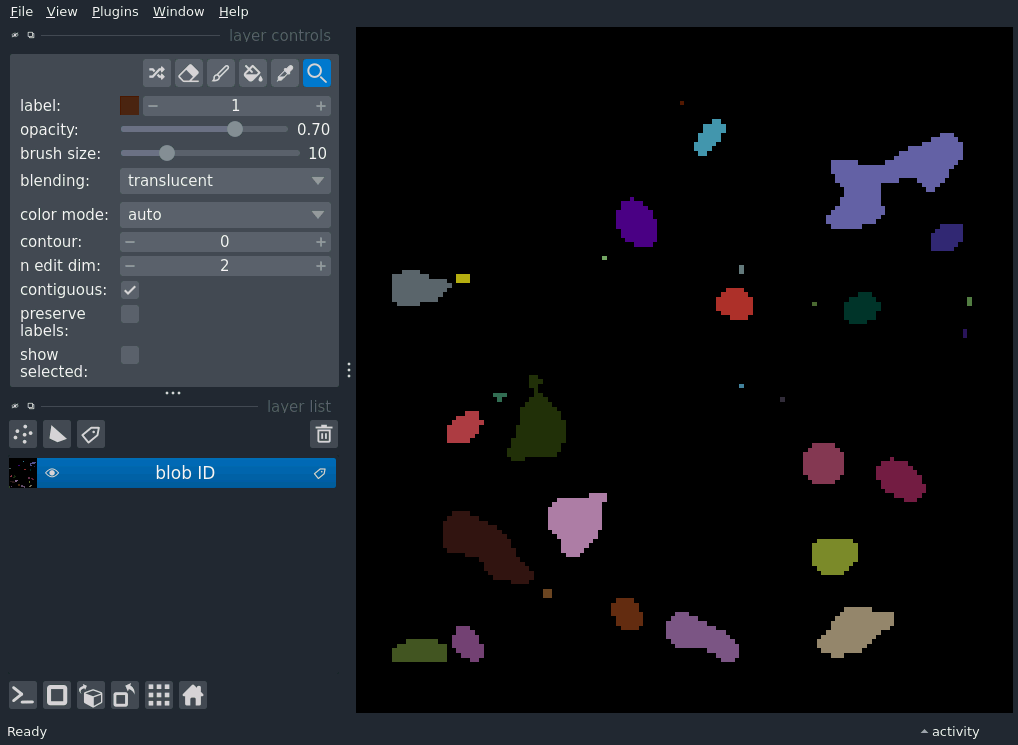 File View Plugins Window Help
layer controls
label: 1
opacity: 0.70
brush size: 10
blending: translucent
color mode: auto
contour: 0
n edit dim: 2
contiguous:
preserve
labels:
show
selected:
layer list
blob ID
Ready
activity